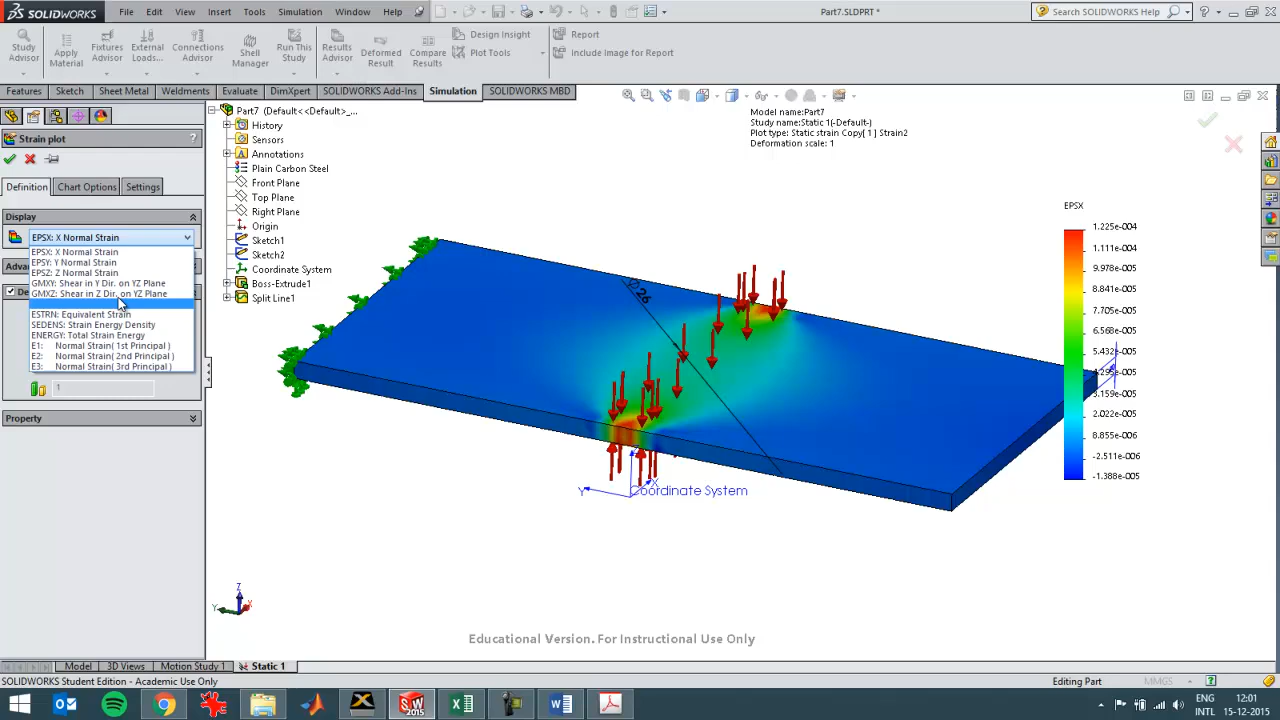 SOLIDWORKS File Edit View Insert Tools Simulation Window Help Part7.SLDPRT * Search SOLIDWORKS Help
Study Advisor
Apply Material
Fixtures Advisor
External Loads...
Connections Advisor
Shell Manager
Run This Study
Results Advisor
Deformed Result
Compare Results
Design Insight
Plot Tools
Report
Include Image for Report
Features Sketch Sheet Metal Weldments Evaluate DimXpert SOLIDWORKS Add-Ins Simulation SOLIDWORKS MBD
Strain plot ?
Definition Chart Options Settings
Display
EPSX: X Normal Strain
EPSX: X Normal Strain
EPSY: Y Normal Strain
EPSZ: Z Normal Strain
GMXY: Shear in Y Dir. on YZ Plane
GMXZ: Shear in Z Dir. on YZ Plane
ESTRN: Equivalent Strain
SEDENS: Strain Energy Density
ENERGY: Total Strain Energy
E1: Normal Strain( 1st Principal )
E2: Normal Strain( 2nd Principal )
E3: Normal Strain( 3rd Principal )
1
Property
Part7 (Default<<Default>_...
History
Sensors
Annotations
Plain Carbon Steel
Front Plane
Top Plane
Right Plane
Origin
Sketch1
Sketch2
Coordinate System
Boss-Extrude1
Split Line1
Model name:Part7
Study name:Static 1(-Default-)
Plot type: Static strain Copy[ 1 ] Strain2
Deformation scale: 1
EPSX
1.225e-004
1.111e-004
9.978e-005
8.841e-005
7.705e-005
6.568e-005
5.432e-005
4.295e-005
3.159e-005
2.022e-005
8.855e-006
-2.511e-006
-1.388e-005
Ø26
Y X Coordinate System
Z
Y X
Educational Version. For Instructional Use Only
Model 3D Views Motion Study 1 Static 1
SOLIDWORKS Student Edition - Academic Use Only Editing Part MMGS
SW 2015
ENG 12:01
INTL 15-12-2015